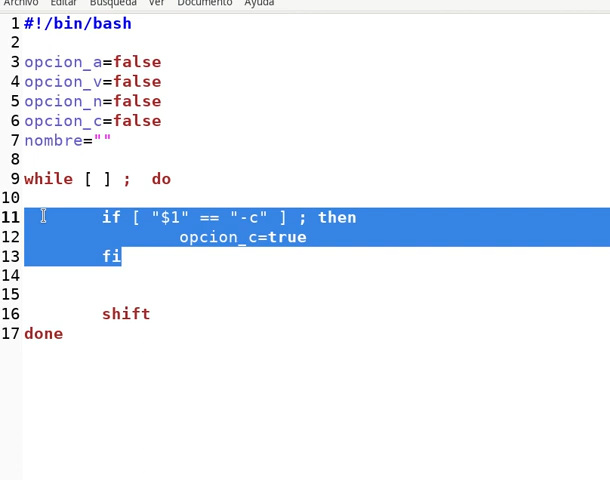 Archivo Editar Búsqueda Ver Documento Ayuda
1 #!/bin/bash
2
3 opcion_a=false
4 opcion_v=false
5 opcion_n=false
6 opcion_c=false
7 nombre=""
8
9 while [ ] ;  do
10
11         if [ "$1" == "-c" ] ; then
12                 opcion_c=true
13         fi
14
15
16         shift
17 done